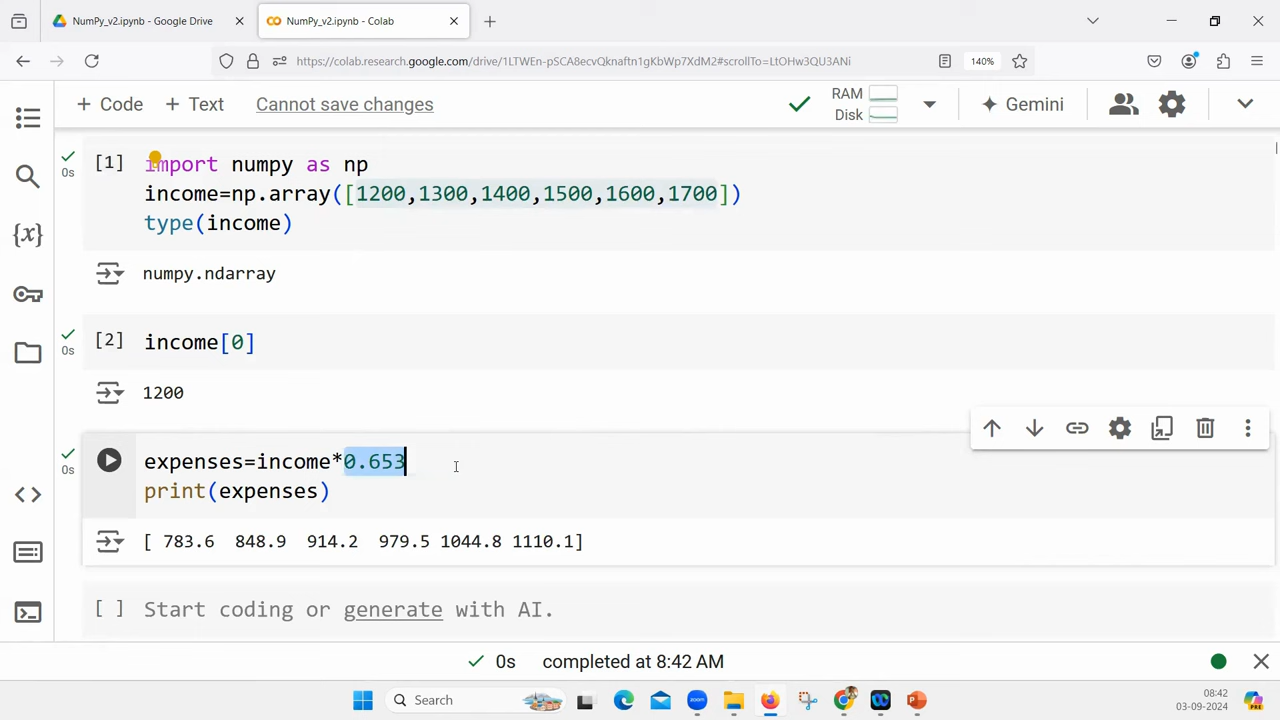 NumPy_v2.ipynb - Google Drive
NumPy_v2.ipynb - Colab
https://colab.research.google.com/drive/1LTWEn-pSCA8ecvQknaftn1gKbWp7XdM2#scrollTo=LtOHw3QU3ANi
140%
+ Code + Text Cannot save changes
RAM
Disk
Gemini
[1] import numpy as np
0s
income=np.array([1200,1300,1400,1500,1600,1700])
type(income)
numpy.ndarray
[2] income[0]
0s
1200
expenses=income*0.653
0s
print(expenses)
[ 783.6 848.9 914.2 979.5 1044.8 1110.1]
[ ] Start coding or generate with AI.
0s completed at 8:42 AM
Search
08:42
03-09-2024